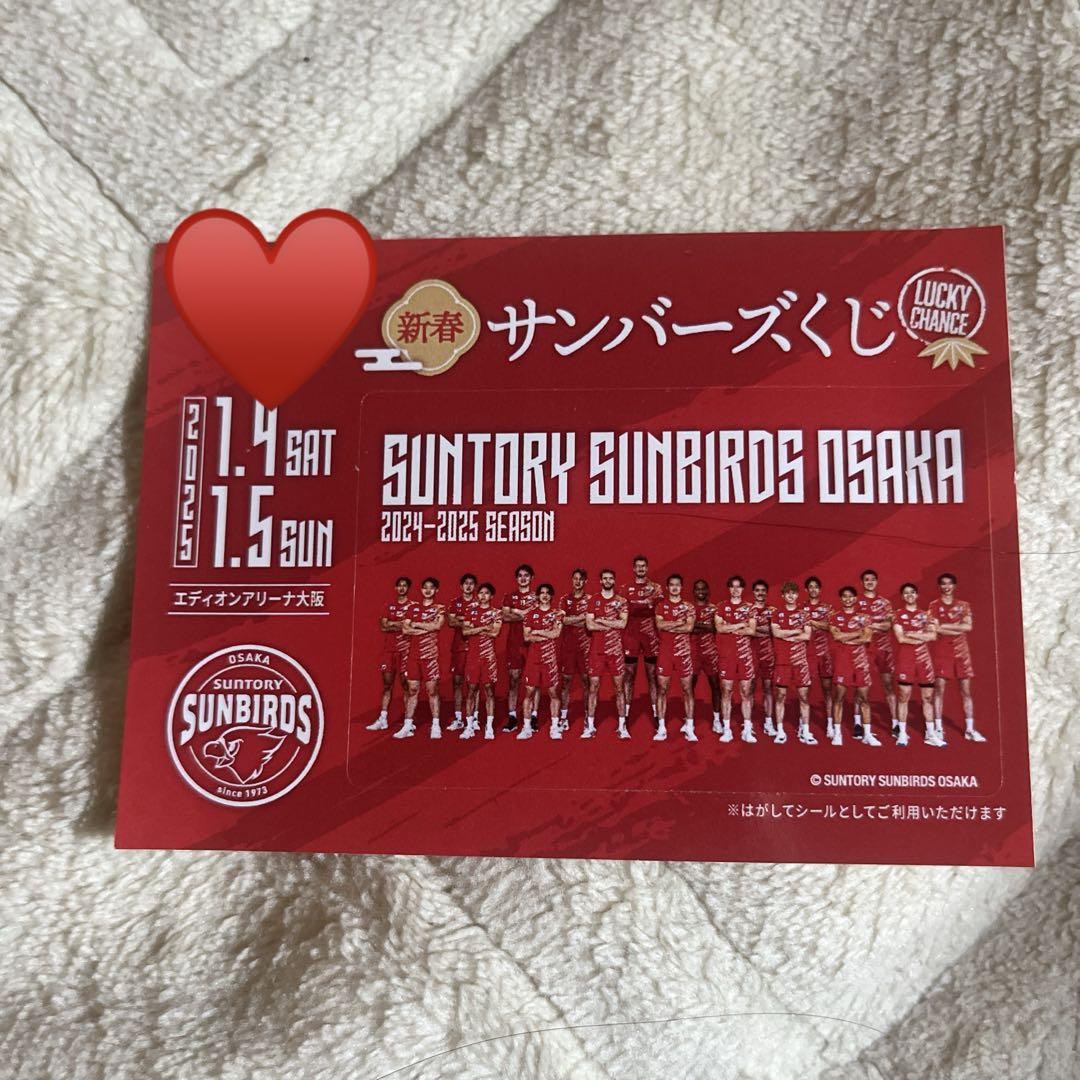 新春
サンバーズくじ
LUCKY
CHANCE
2025
1.4 SAT
1.5 SUN
エディオンアリーナ大阪
OSAKA
SUNTORY
SUNBIRDS
since 1973
SUNTORY SUNBIRDS OSAKA
2024-2025 SEASON
© SUNTORY SUNBIRDS OSAKA
※はがしてシールとしてご利用いただけます